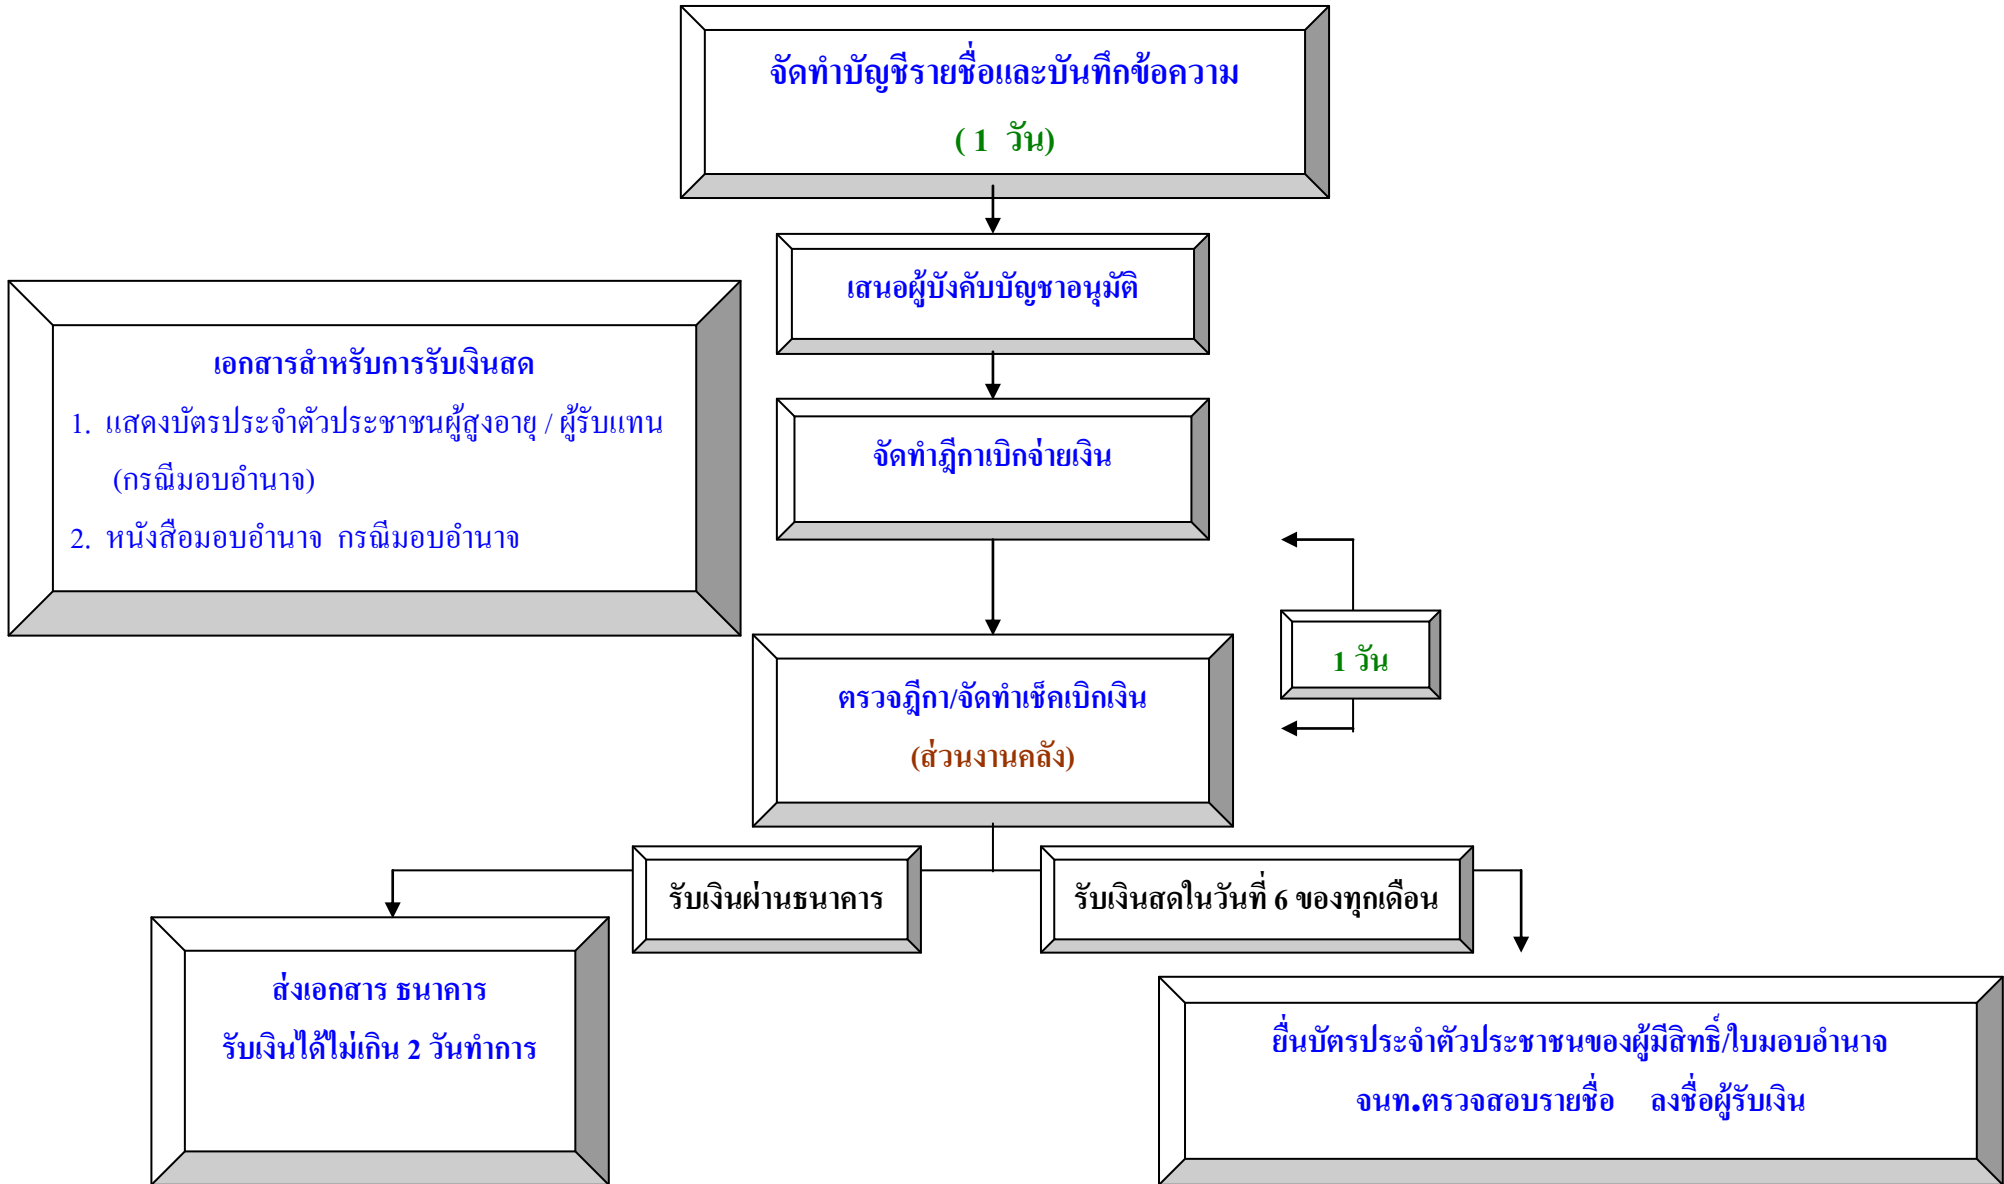 จัดทำบัญชีรายชื่อและบันทึกข้อความ
( 1 วัน)
เสนอผู้บังคับบัญชาอนุมัติ
เอกสารสำหรับการรับเงินสด
1. แสดงบัตรประจำตัวประชาชนผู้สูงอายุ / ผู้รับแทน
(กรณีมอบอำนาจ)
2. หนังสือมอบอำนาจ กรณีมอบอำนาจ
จัดทำฎีกาเบิกจ่ายเงิน
1 วัน
ตรวจฎีกา/จัดทำเช็คเบิกเงิน
(ส่วนงานคลัง)
รับเงินผ่านธนาคาร
รับเงินสดในวันที่ 6 ของทุกเดือน
ส่งเอกสาร ธนาคาร
รับเงินได้ไม่เกิน 2 วันทำการ
ยื่นบัตรประจำตัวประชาชนของผู้มีสิทธิ์/ใบมอบอำนาจ
จนท.ตรวจสอบรายชื่อ ลงชื่อผู้รับเงิน